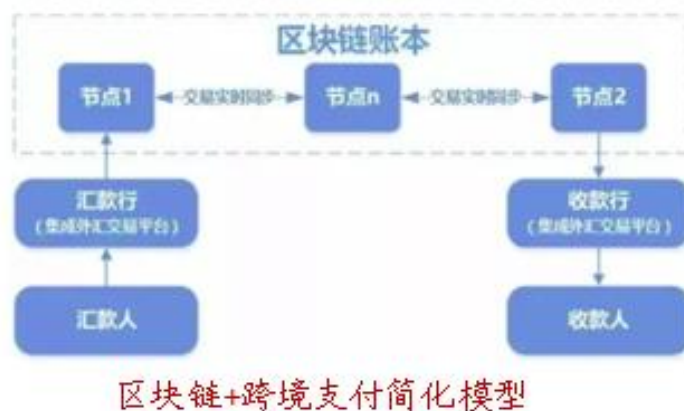 区块链账本
节点1
交易实时同步
节点n
交易实时同步
节点2
汇款行
（集成外汇交易平台）
收款行
（集成外汇交易平台）
汇款人
收款人
区块链+跨境支付简化模型